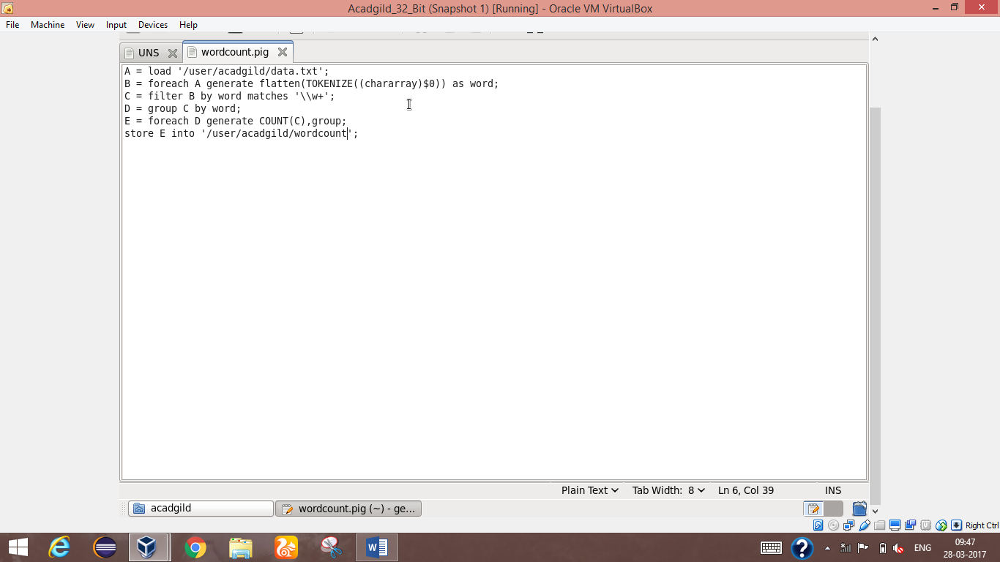 Acadgild_32_Bit (Snapshot 1) [Running] - Oracle VM VirtualBox
File Machine View Input Devices Help
UNS wordcount.pig
A = load '/user/acadgild/data.txt';
B = foreach A generate flatten(TOKENIZE((chararray)$0)) as word;
C = filter B by word matches '\\w+';
D = group C by word;
E = foreach D generate COUNT(C),group;
store E into '/user/acadgild/wordcount';
Plain Text Tab Width: 8 Ln 6, Col 39 INS
acadgild wordcount.pig (~) - ge...
Right Ctrl
ENG 09:47
28-03-2017